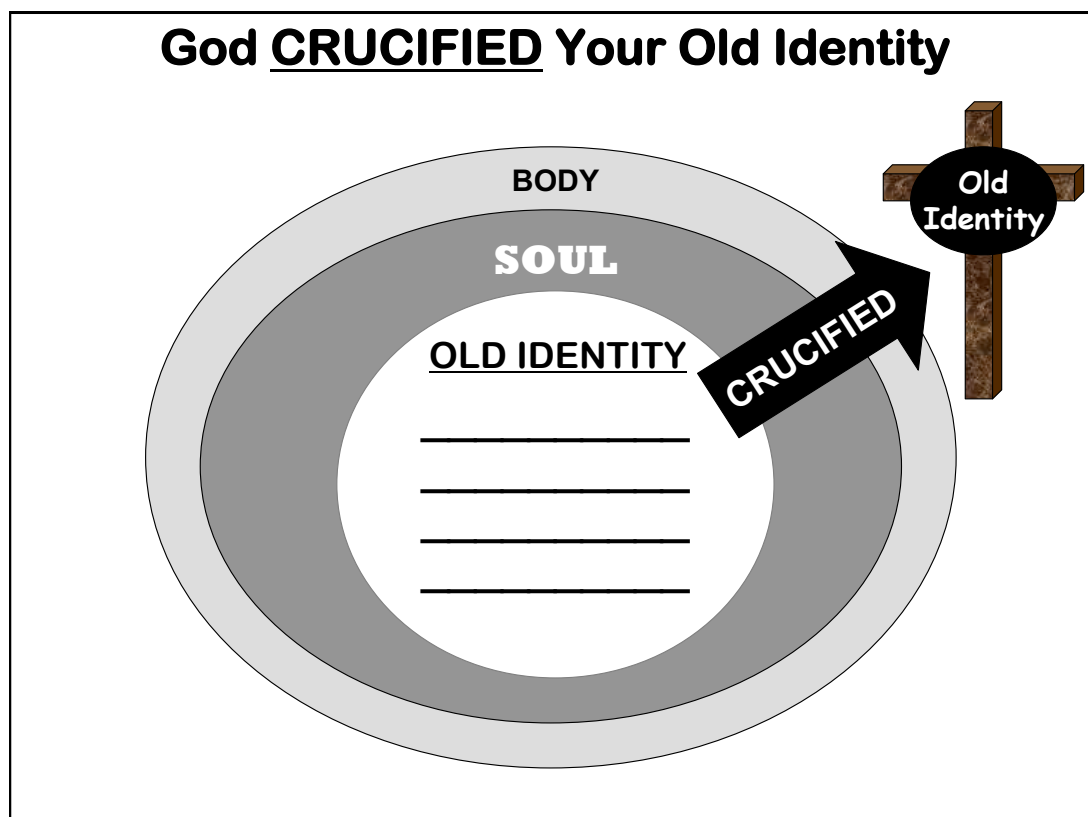 God CRUCIFIED Your Old Identity
BODY
SOUL
OLD IDENTITY
CRUCIFIED
Old
Identity